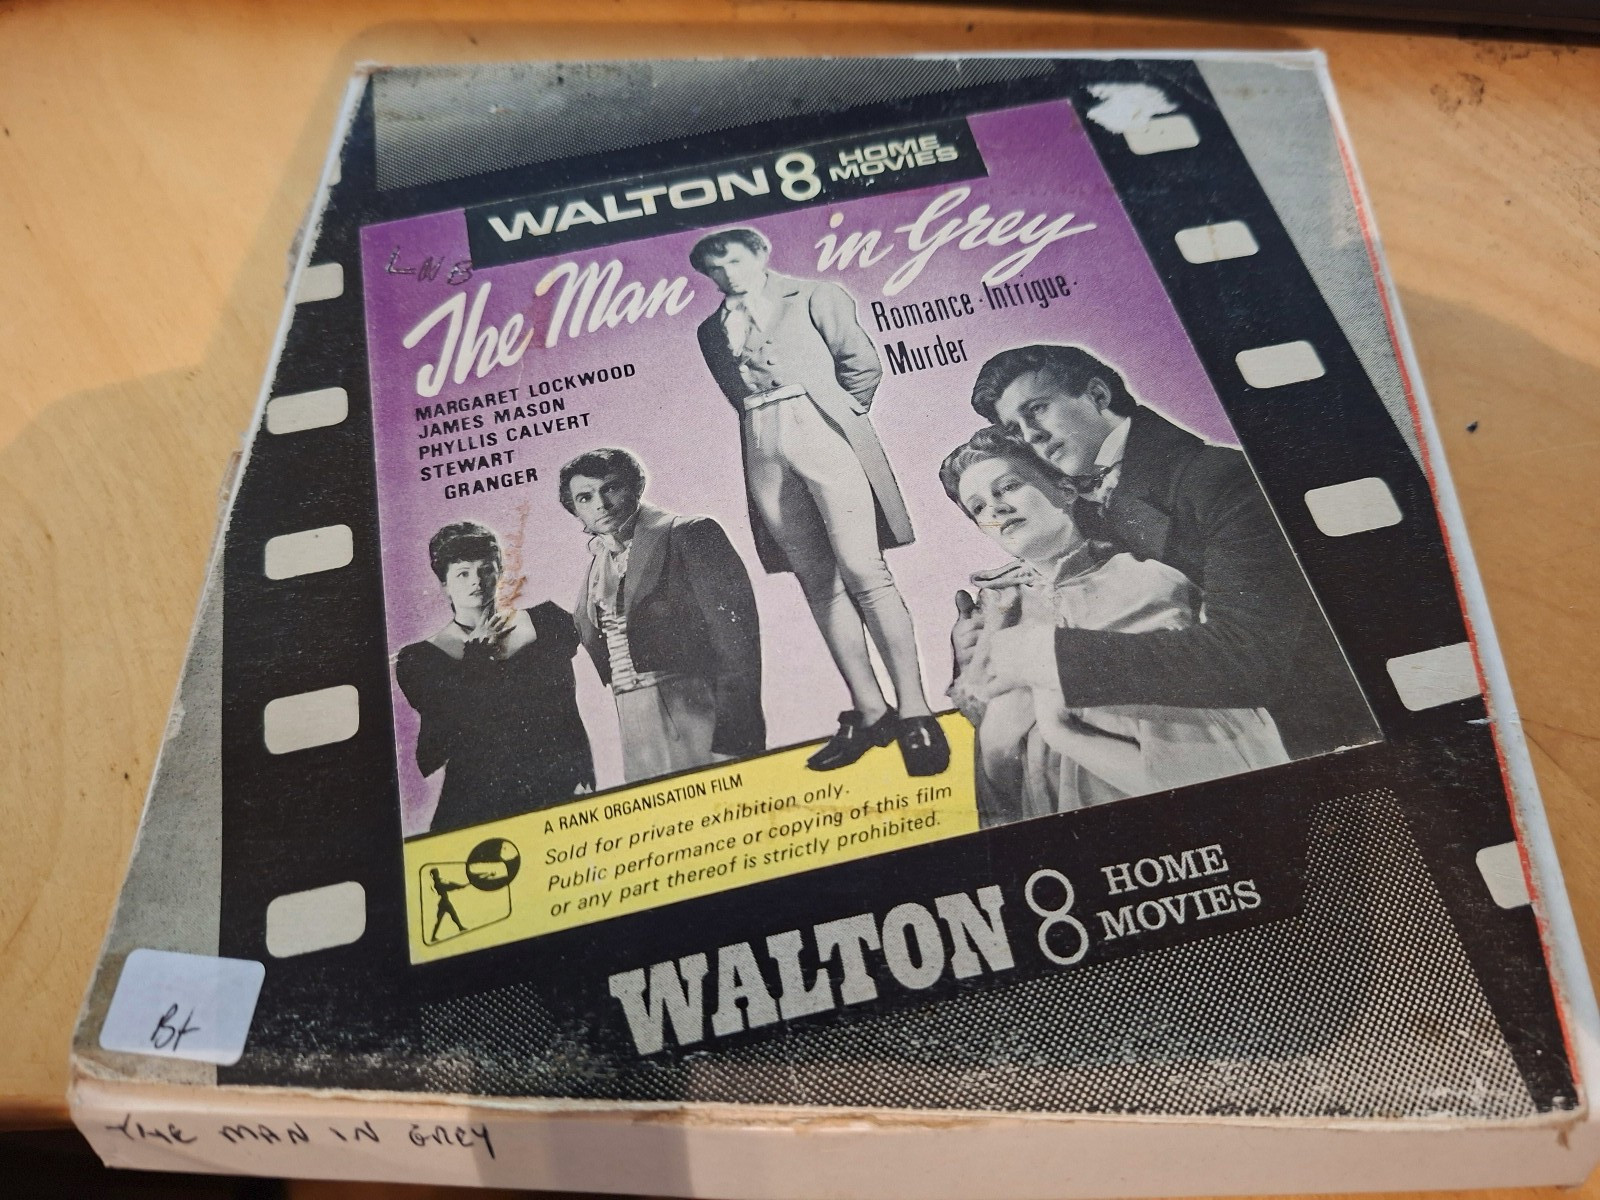 WALTON 8 HOME MOVIES
The Man in Grey
Romance · Intrigue ·
Murder
MARGARET LOCKWOOD
JAMES MASON
PHYLLIS CALVERT
STEWART
GRANGER
A RANK ORGANISATION FILM
Sold for private exhibition only.
Public performance or copying of this film
or any part thereof is strictly prohibited.
WALTON 8 HOME MOVIES
THE MAN IN GREY